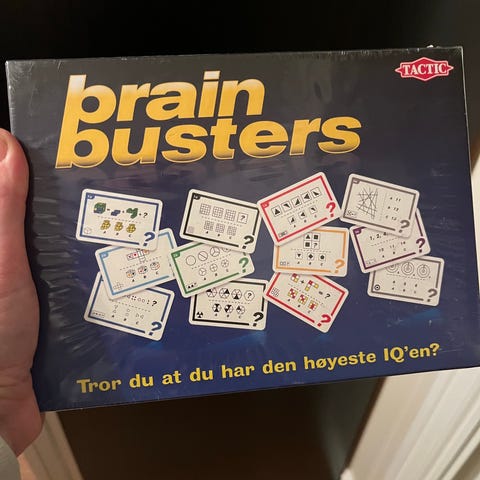 TACTIC
brain
busters
Tror du at du har den høyeste IQ'en?